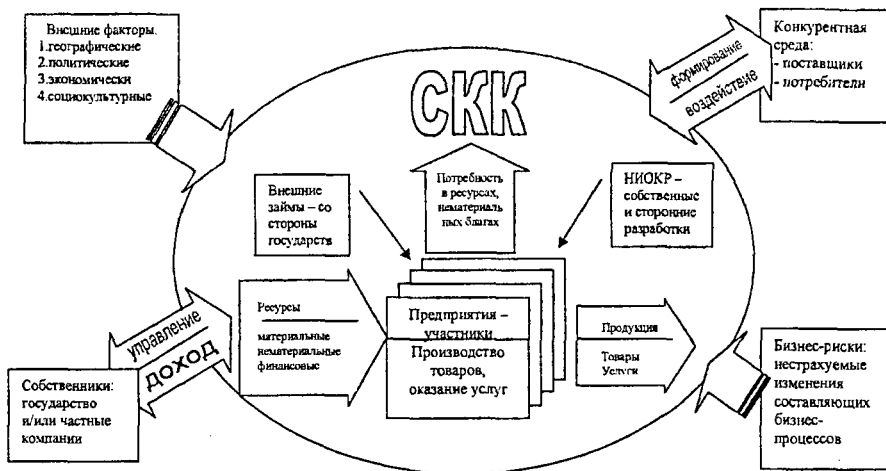 Внешние факторы.
1.географические
2.политические
3.экономически
4.социокультурные
формирование
воздействие
Конкурентная
среда:
- поставщики
- потребители
СКК
Внешние
займы – со
стороны
государств
Потребность
в ресурсах,
нематериаль
ных благах
НИОКР –
собственные
и сторонние
разработки
Ресурсы
материальные
нематериальные
финансовые
Предприятия –
участники
Производство
товаров,
оказание услуг
Продукция
Товары
Услуги
управление
доход
Собственники:
государство
и/или частные
компании
Бизнес-риски:
нестрахуемые
изменения
составляющих
бизнес-
процессов